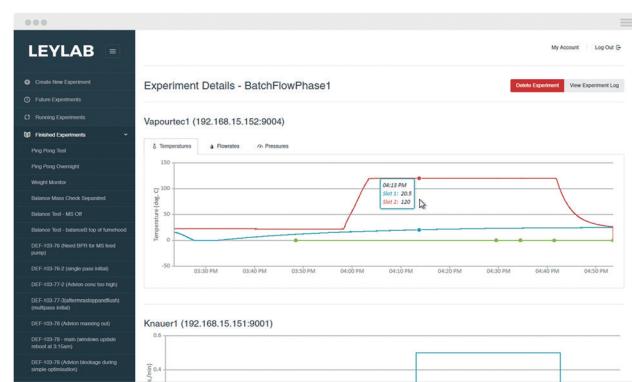 LEYLAB
My Account
Log Out
Create New Experiment
Future Experiments
Running Experiments
Finished Experiments
Ping Pong Test
Ping Pong Overnight
Weight Monitor
Balance Mass Check Separated
Balance Test - MS Off
Balance Test - balance@ top of fumehood
DEF-103-76 (Need BPR for MS feed
pump)
DEF-103-76-2 (single pass initial)
DEF-103-77-2 (Advion conc too high)
(multipass initial)
DEF-103-78 (Advion maxing out)
DEF-103-78 - main (windows update
reboot at 3:15am)
DEF-103-78 (Advion blockage during
simple optimisation)
Experiment Details - BatchFlowPhase1
Delete Experiment
View Experiment Log
Vapourtec1 (192.168.15.152:9004)
Temperatures
Flowrates
Pressures
Temperature (deg. C)
150
100
50
0
-50
04:13 PM
Slot 1: 20.5
Slot 2: 120
03:30 PM
03:40 PM
03:50 PM
04:00 PM
04:10 PM
04:20 PM
04:30 PM
04:40 PM
04:50 PM
Knauer1 (192.168.15.151:9001)
0.6
0.4